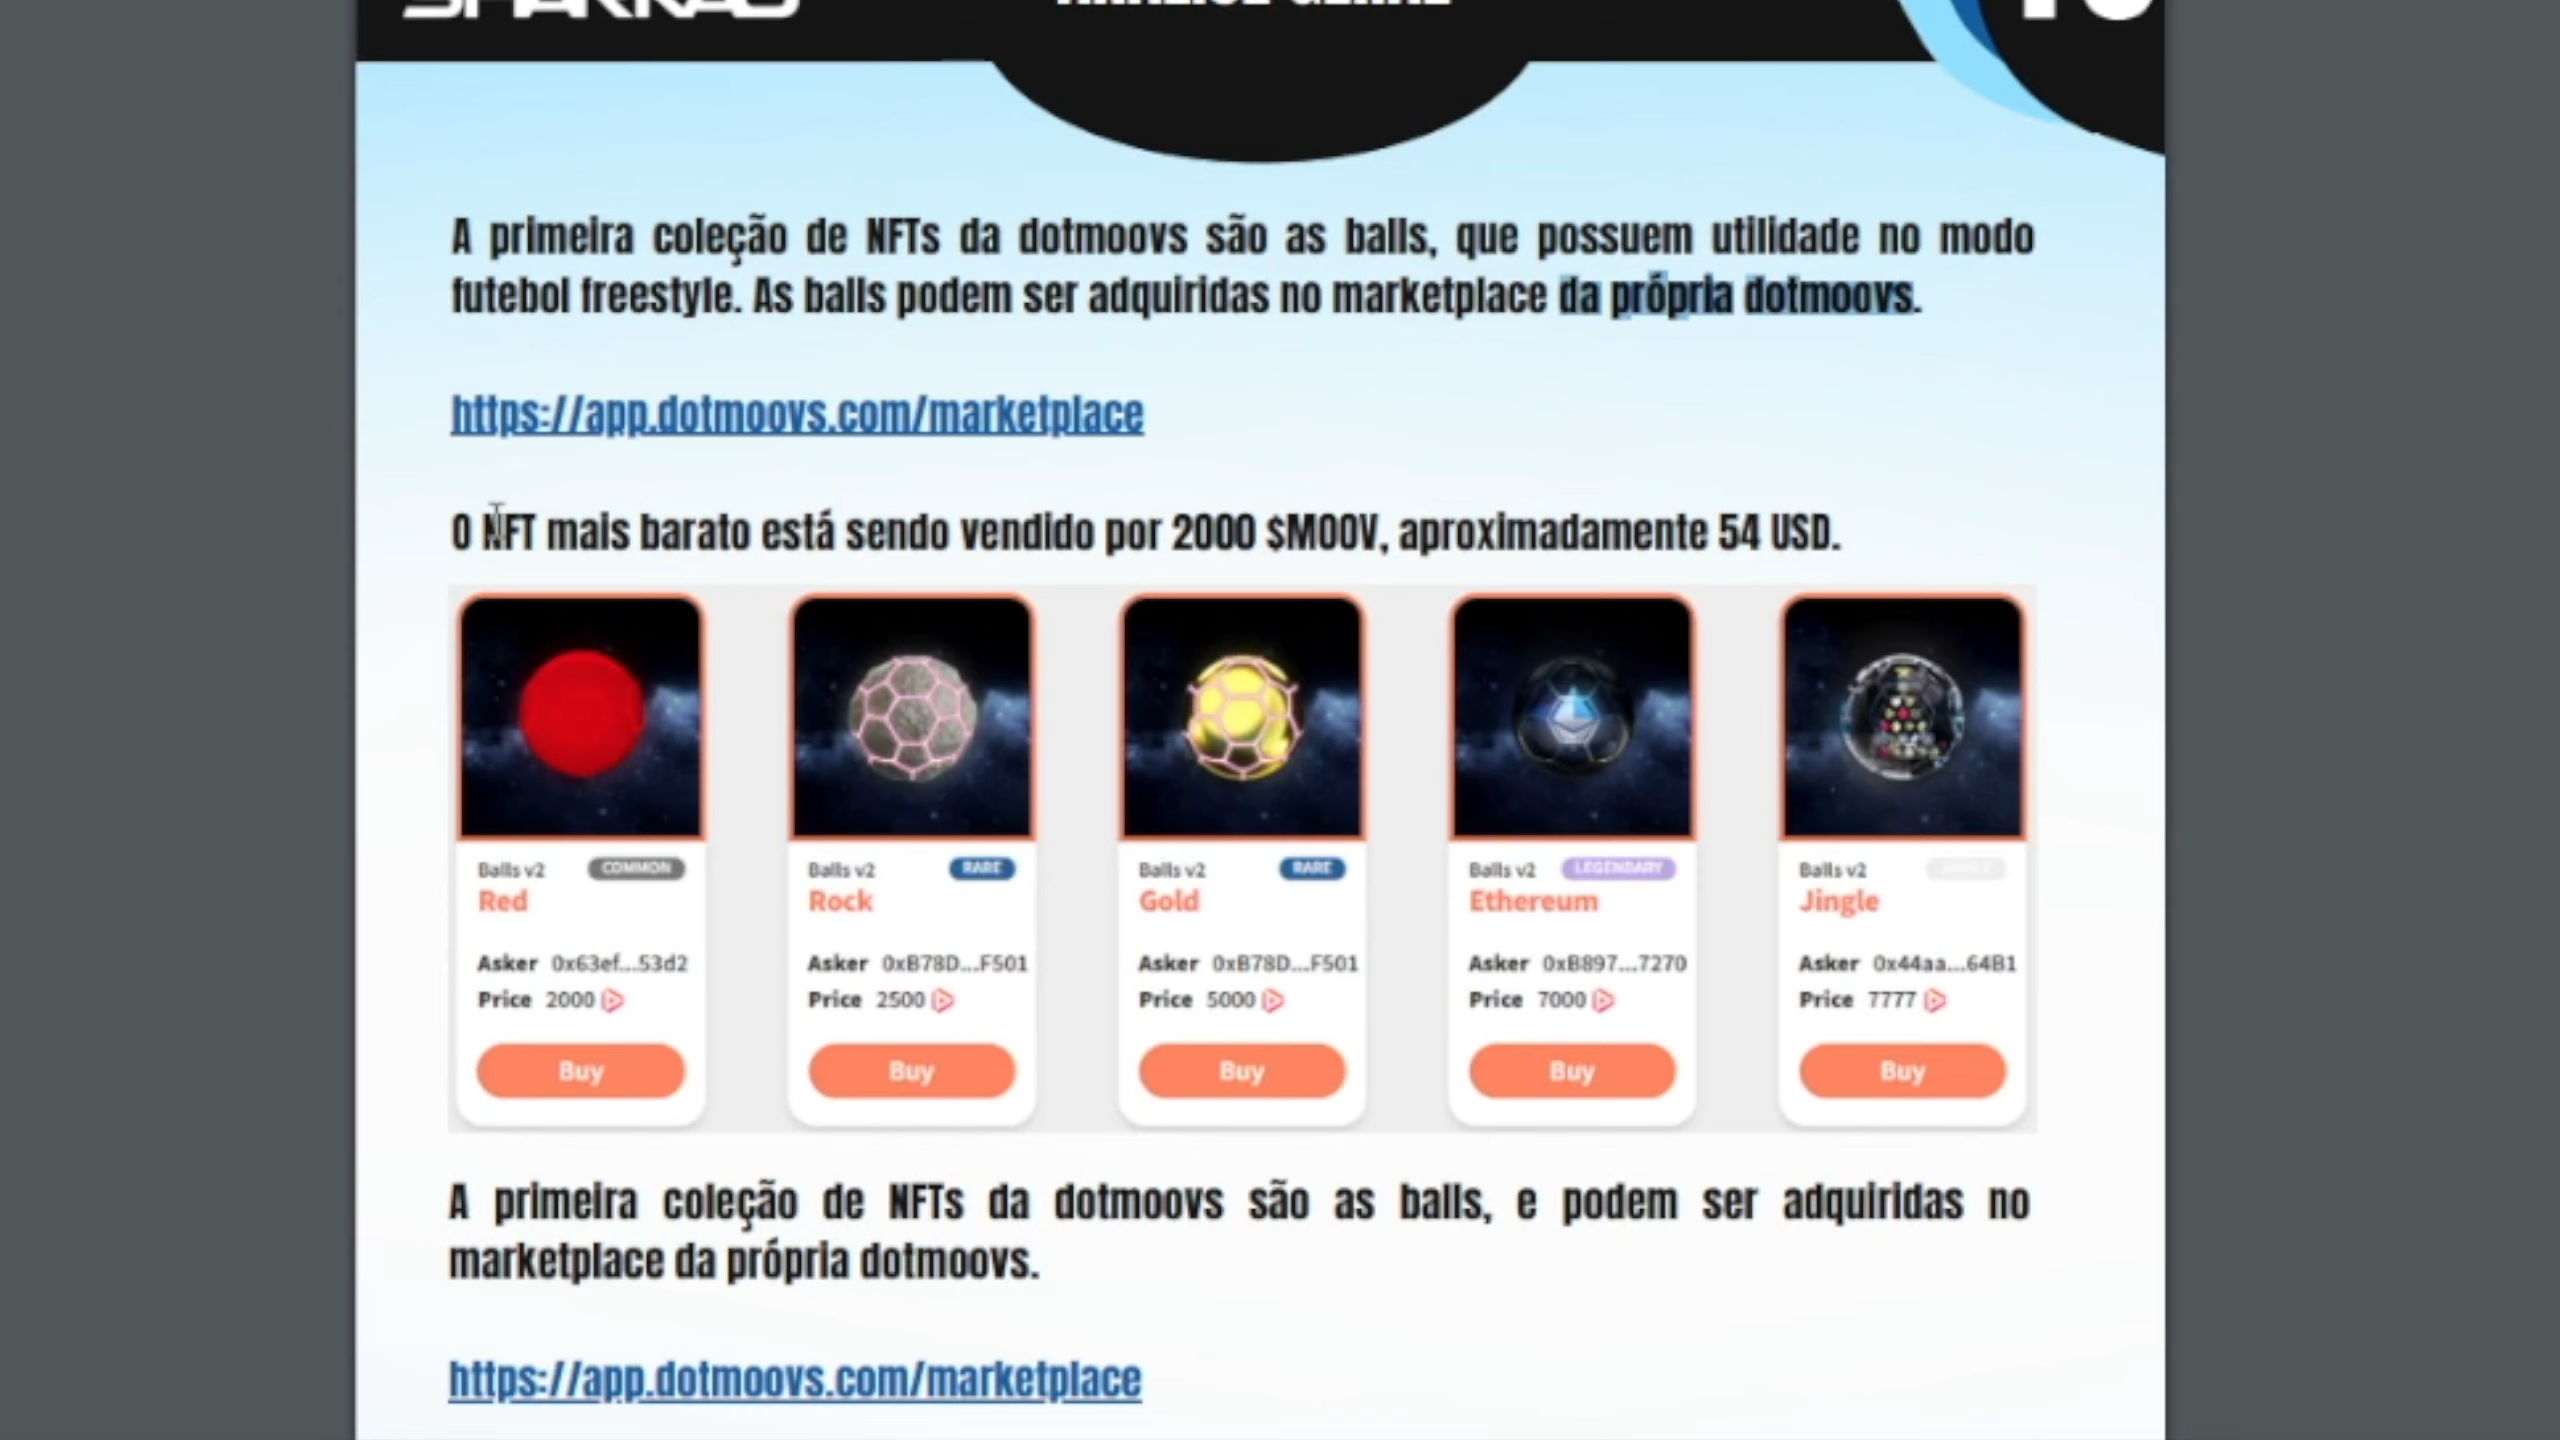 A primeira coleção de NFTs da dotmoovs são as balls, que possuem utilidade no modo
futebol freestyle. As balls podem ser adquiridas no marketplace da própria dotmoovs.
https://app.dotmoovs.com/marketplace
O NFT mais barato está sendo vendido por 2000 $MOOV, aproximadamente 54 USD.
Balls v2 COMMON Balls v2 RARE Balls v2 RARE Balls v2 LEGENDARY Balls v2
Red Rock Gold Ethereum Jingle
Asker 0x63ef...53d2 Asker 0xB78D...F501 Asker 0xB78D...F501 Asker 0xB897...7270 Asker 0x44aa...64B1
Price 2000 Price 2500 Price 5000 Price 7000 Price 7777
Buy Buy Buy Buy Buy
A primeira coleção de NFTs da dotmoovs são as balls, e podem ser adquiridas no
marketplace da própria dotmoovs.
https://app.dotmoovs.com/marketplace